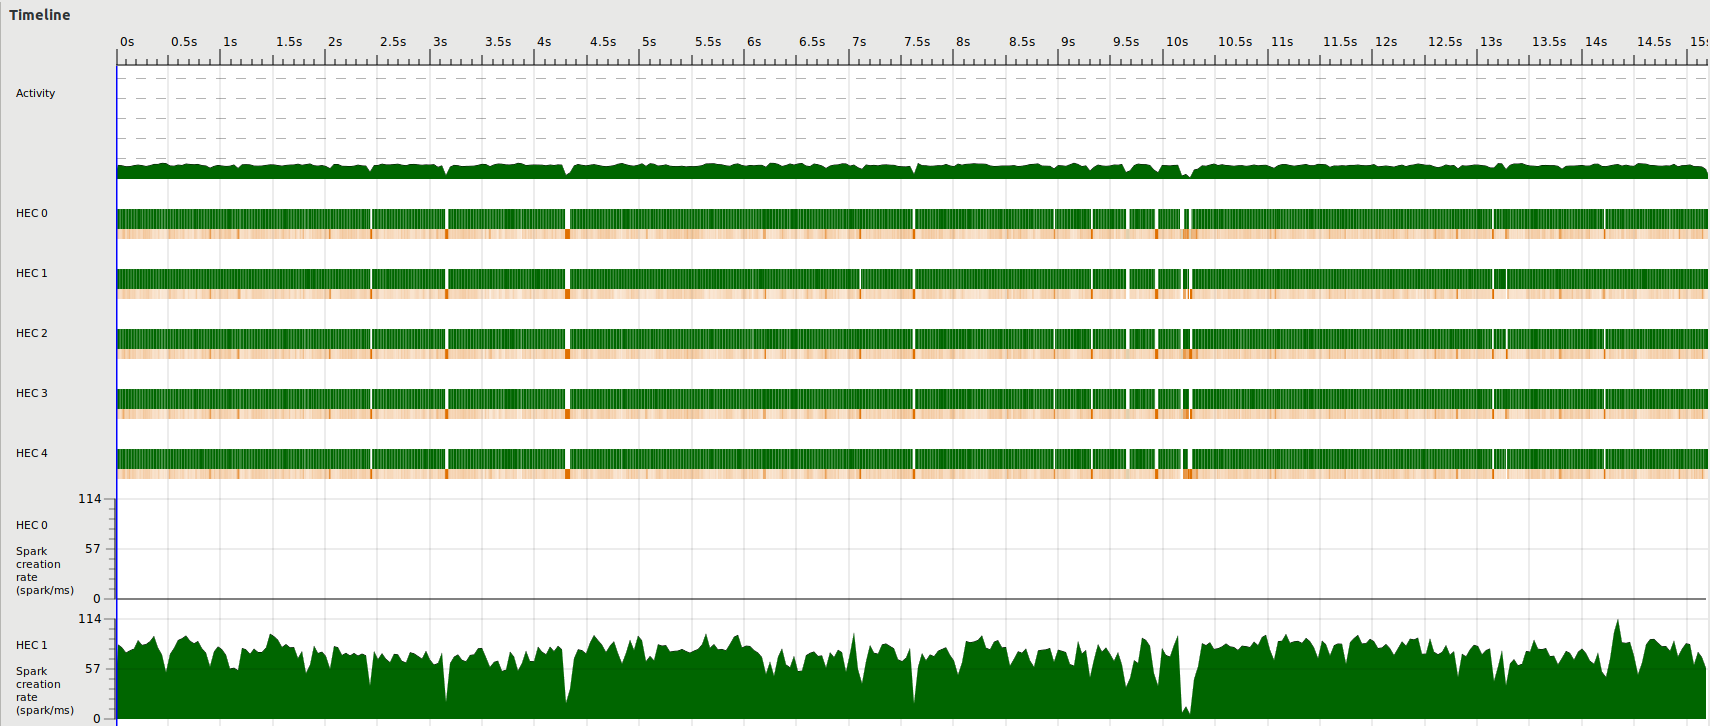 Timeline
0s 0.5s 1s 1.5s 2s 2.5s 3s 3.5s 4s 4.5s 5s 5.5s 6s 6.5s 7s 7.5s 8s 8.5s 9s 9.5s 10s 10.5s 11s 11.5s 12s 12.5s 13s 13.5s 14s 14.5s 15s
Activity
HEC 0
HEC 1
HEC 2
HEC 3
HEC 4
114
HEC 0
57
Spark
creation
rate
(spark/ms)
0
114
HEC 1
57
Spark
creation
rate
(spark/ms)
0